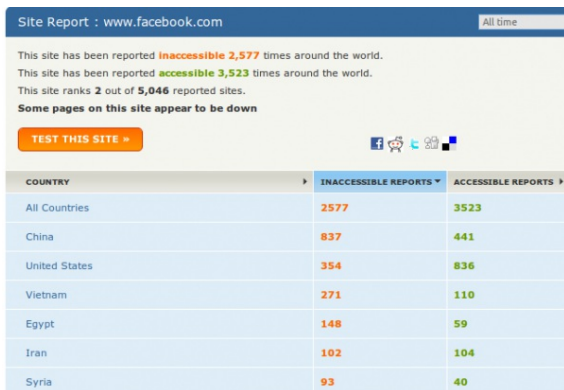 Site Report : www.facebook.com
All time
This site has been reported inaccessible 2,577 times around the world.
This site has been reported accessible 3,523 times around the world.
This site ranks 2 out of 5,046 reported sites.
Some pages on this site appear to be down
TEST THIS SITE »
COUNTRY INACCESSIBLE REPORTS ACCESSIBLE REPORTS
All Countries 2577 3523
China 837 441
United States 354 836
Vietnam 271 110
Egypt 148 59
Iran 102 104
Syria 93 40